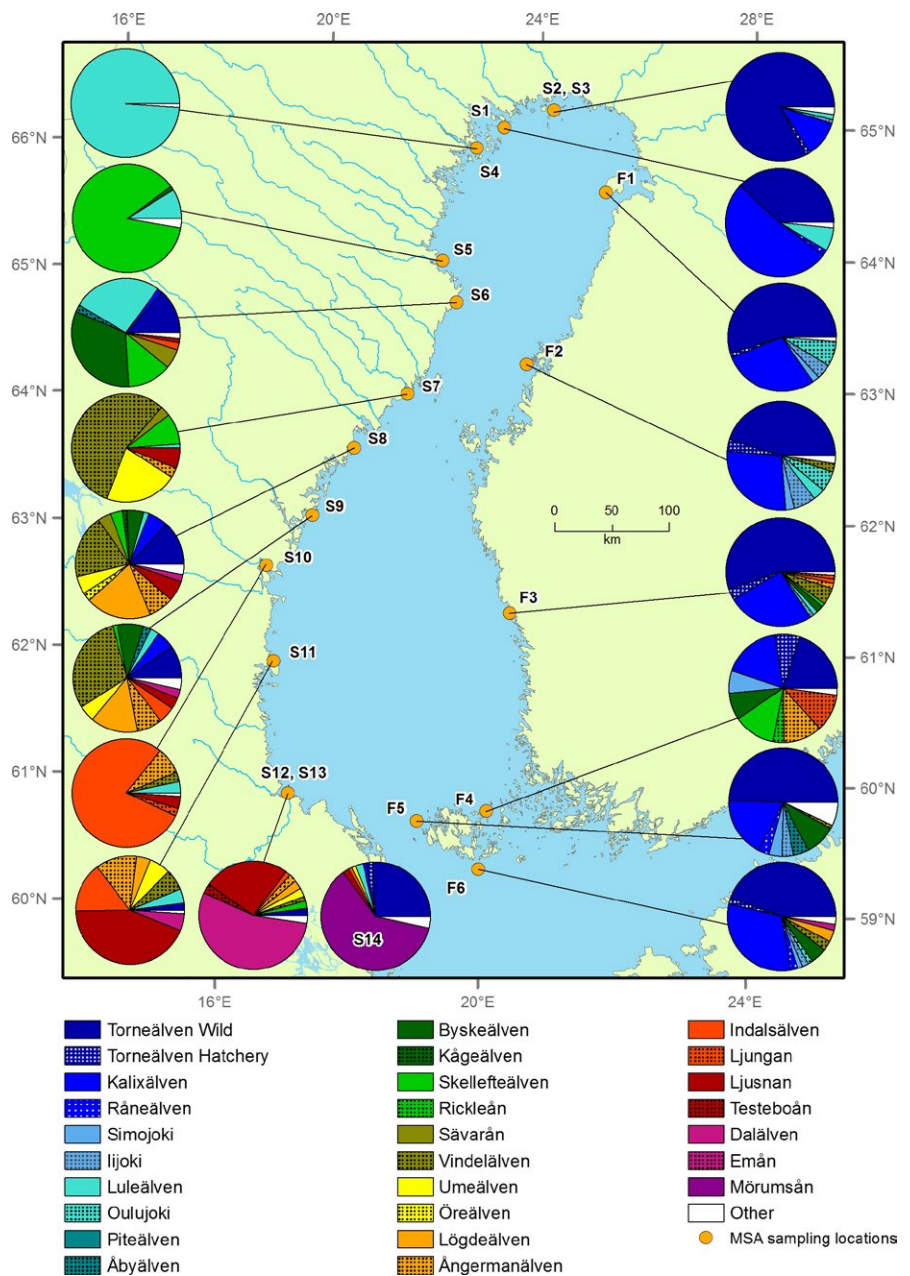 16°E 20°E 24°E 28°E
S2, S3
S1
66°N 65°N
S4
F1
65°N S5 64°N
S6
F2
64°N S7 63°N
S8
63°N S9 62°N
0 50 100
km
S10
F3
62°N S11 61°N
61°N S12, S13 60°N
F5 F4
60°N F6 59°N
S14
16°E 20°E 24°E
Torneälven Wild
Torneälven Hatchery
Kalixälven
Råneälven
Simojoki
Iijoki
Luleälven
Oulujoki
Piteälven
Åbyälven
Byskeälven
Kågeälven
Skellefteälven
Rickleån
Sävarån
Vindelälven
Umeälven
Öreälven
Lögdeälven
Ångermanälven
Indalsälven
Ljungan
Ljusnan
Testeboån
Dalälven
Emån
Mörumsån
Other
MSA sampling locations